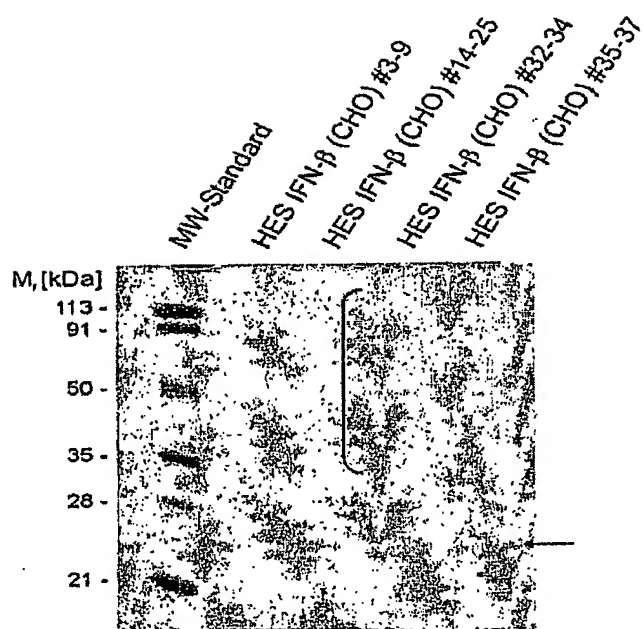 MW-Standard
HES IFN-β (CHO) #3-9
HES IFN-β (CHO) #14-25
HES IFN-β (CHO) #32-34
HES IFN-β (CHO) #35-37
Mr [kDa]
113 -
91 -
50 -
35 -
28 -
21 -